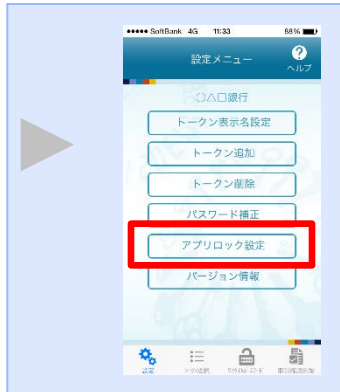 ●●●●● SoftBank 4G 11:33 88%
設定メニュー
?
ヘルプ
〇△□銀行
トークン表示名設定
トークン追加
トークン削除
パスワード補正
アプリロック設定
バージョン情報
設定